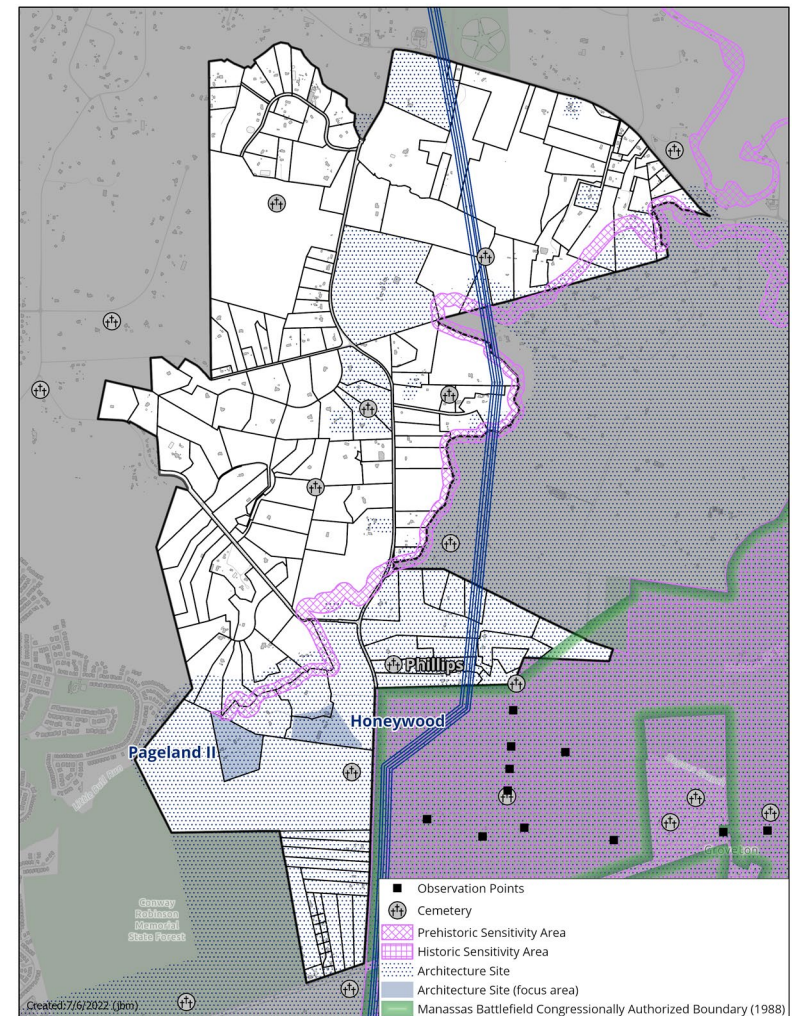 Phillips
Honeywood
Pageland II
Groveton
Conway
Robinson
Memorial
State Forest
Observation Points
Cemetery
Prehistoric Sensitivity Area
Historic Sensitivity Area
Architecture Site
Architecture Site (focus area)
Manassas Battlefield Congressionally Authorized Boundary (1988)
Created:7/6/2022 (jbm)